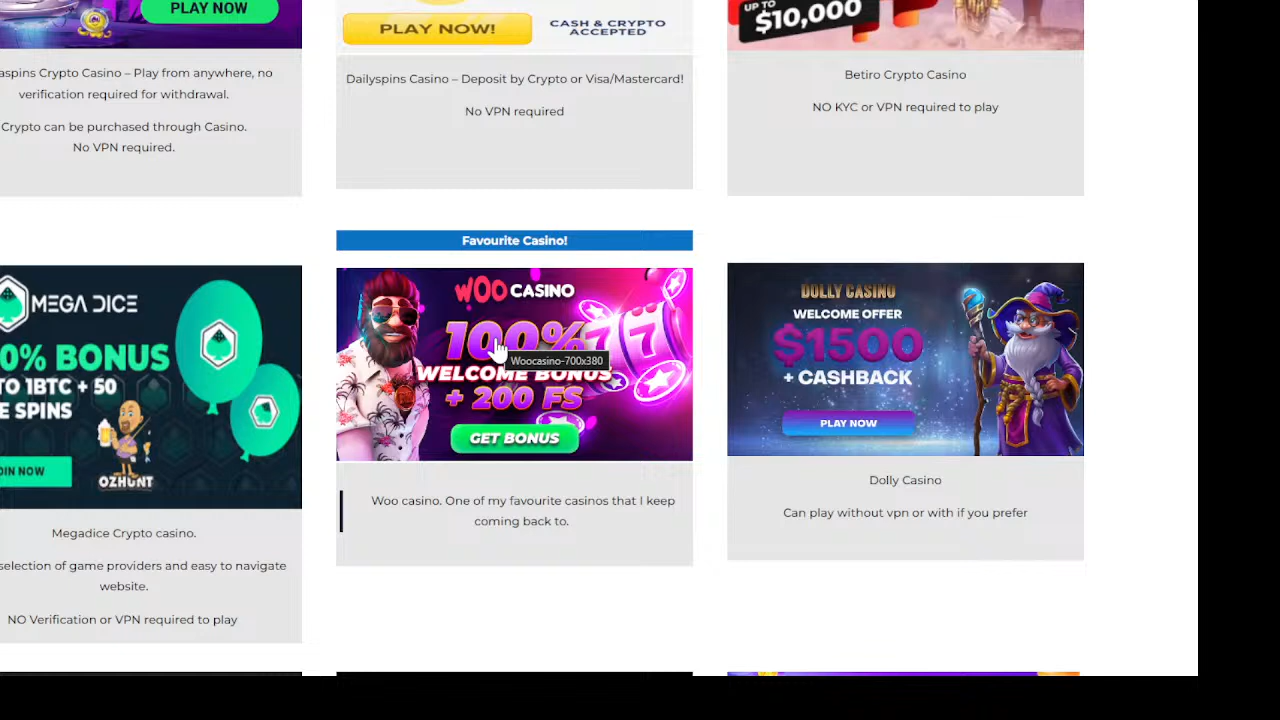 PLAY NOW
aspins Crypto Casino – Play from anywhere, no
verification required for withdrawal.
Crypto can be purchased through Casino.
No VPN required.
PLAY NOW!
CASH & CRYPTO
ACCEPTED
Dailyspins Casino – Deposit by Crypto or Visa/Mastercard!
No VPN required
UP TO
$10,000
Betiro Crypto Casino
NO KYC or VPN required to play
MEGA DICE
0% BONUS
TO 1BTC + 50
E SPINS
OIN NOW
OZHUNT
Megadice Crypto casino.
selection of game providers and easy to navigate
website.
NO Verification or VPN required to play
Favourite Casino!
WOO CASINO
100%
Woocasino-700x380
WELCOME BONUS
+ 200 FS
GET BONUS
Woo casino. One of my favourite casinos that I keep
coming back to.
DOLLY CASINO
WELCOME OFFER
$1500
+ CASHBACK
PLAY NOW
Dolly Casino
Can play without vpn or with if you prefer